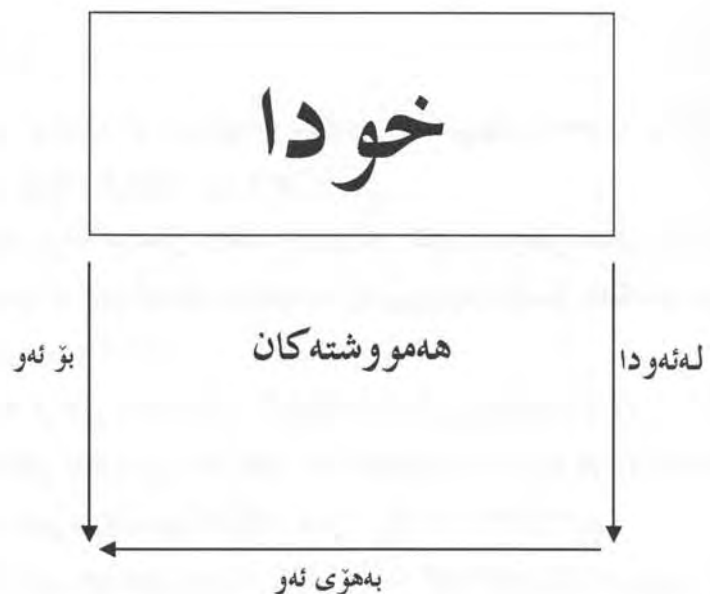 خودا
هەموو شتەکان
لەئەودا
بۆ ئەو
بەهۆی ئەو